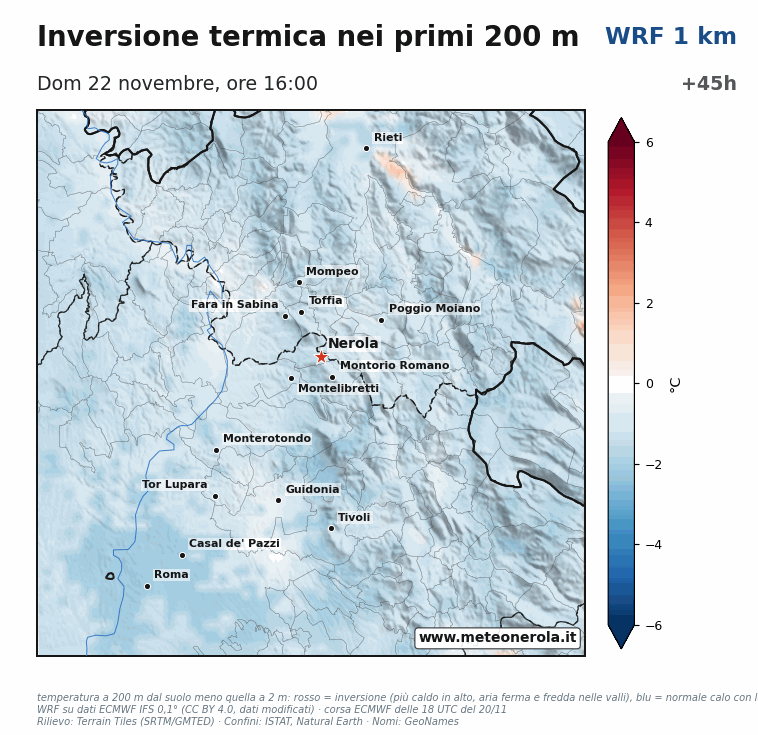 Inversione termica nei primi 200 m WRF 1 km
Dom 22 novembre, ore 16:00 +45h
Rieti
Mompeo
Toffia
Fara in Sabina
Poggio Moiano
Nerola
Montorio Romano
Montelibretti
Monterotondo
Tor Lupara
Guidonia
Tivoli
Casal de' Pazzi
Roma
www.meteonerola.it
6
4
2
0
−2
−4
−6
°C
temperatura a 200 m dal suolo meno quella a 2 m: rosso = inversione (più caldo in alto, aria ferma e fredda nelle valli), blu = normale calo con l
WRF su dati ECMWF IFS 0,1° (CC BY 4.0, dati modificati) · corsa ECMWF delle 18 UTC del 20/11
Rilievo: Terrain Tiles (SRTM/GMTED) · Confini: ISTAT, Natural Earth · Nomi: GeoNames